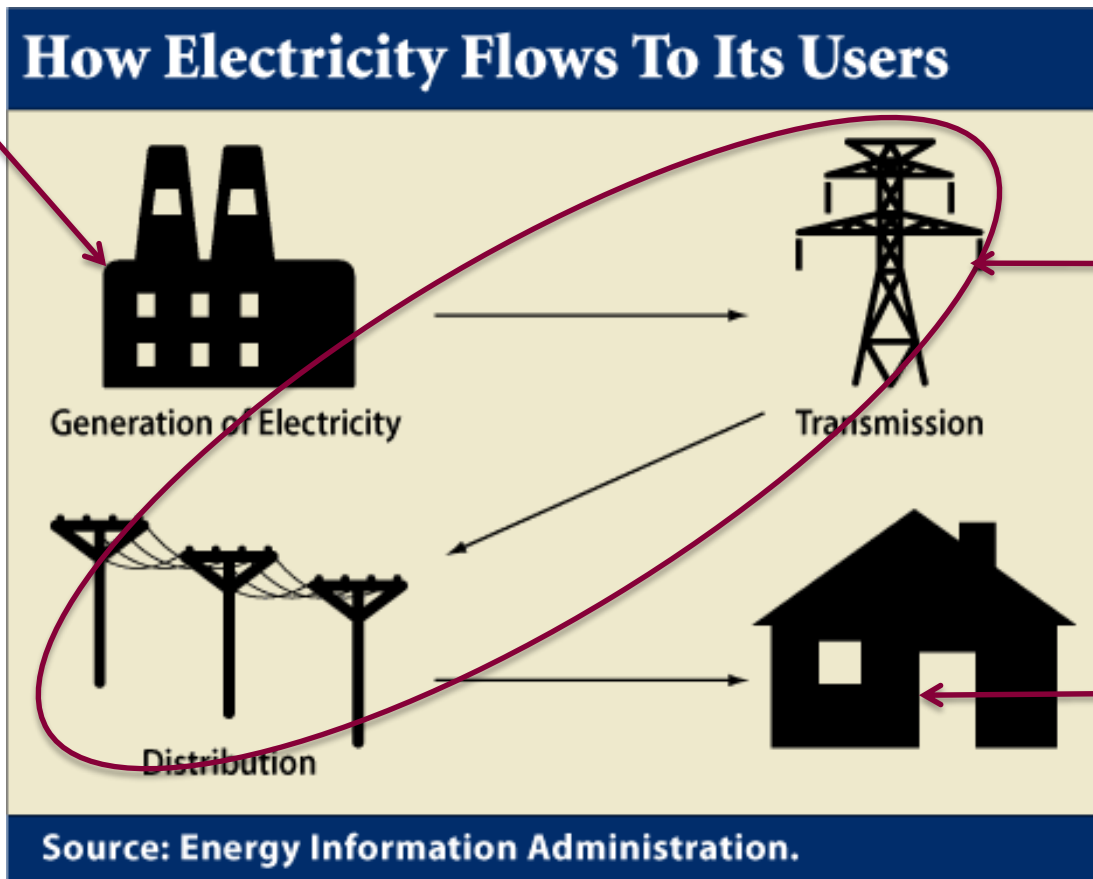 How Electricity Flows To Its Users
Generation of Electricity
Transmission
Distribution
Source: Energy Information Administration.